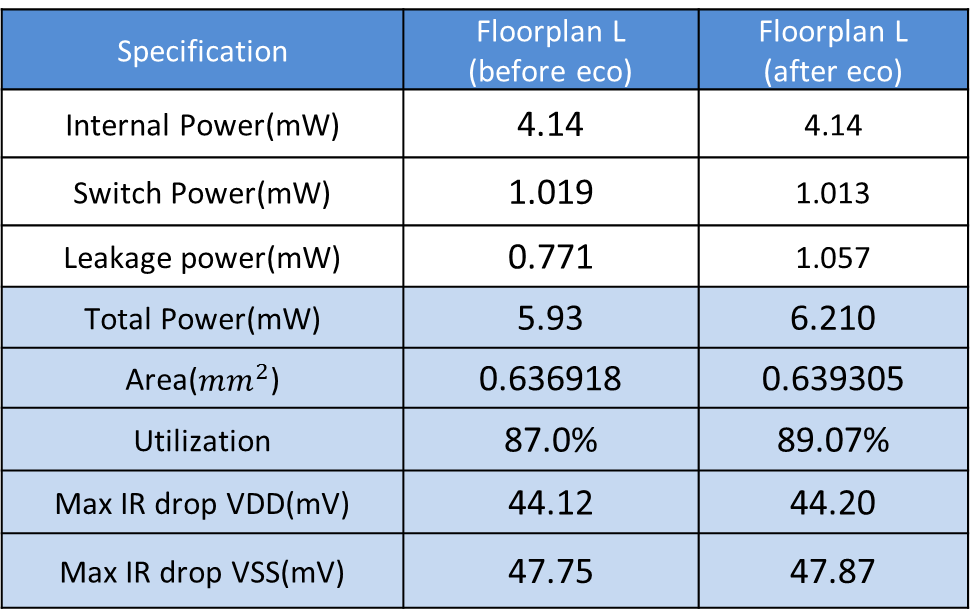 Specification
Floorplan L
(before eco)
Floorplan L
(after eco)
Internal Power(mW)
4.14
4.14
Switch Power(mW)
1.019
1.013
Leakage power(mW)
0.771
1.057
Total Power(mW)
5.93
6.210
Area(𝑚𝑚²)
0.636918
0.639305
Utilization
87.0%
89.07%
Max IR drop VDD(mV)
44.12
44.20
Max IR drop VSS(mV)
47.75
47.87